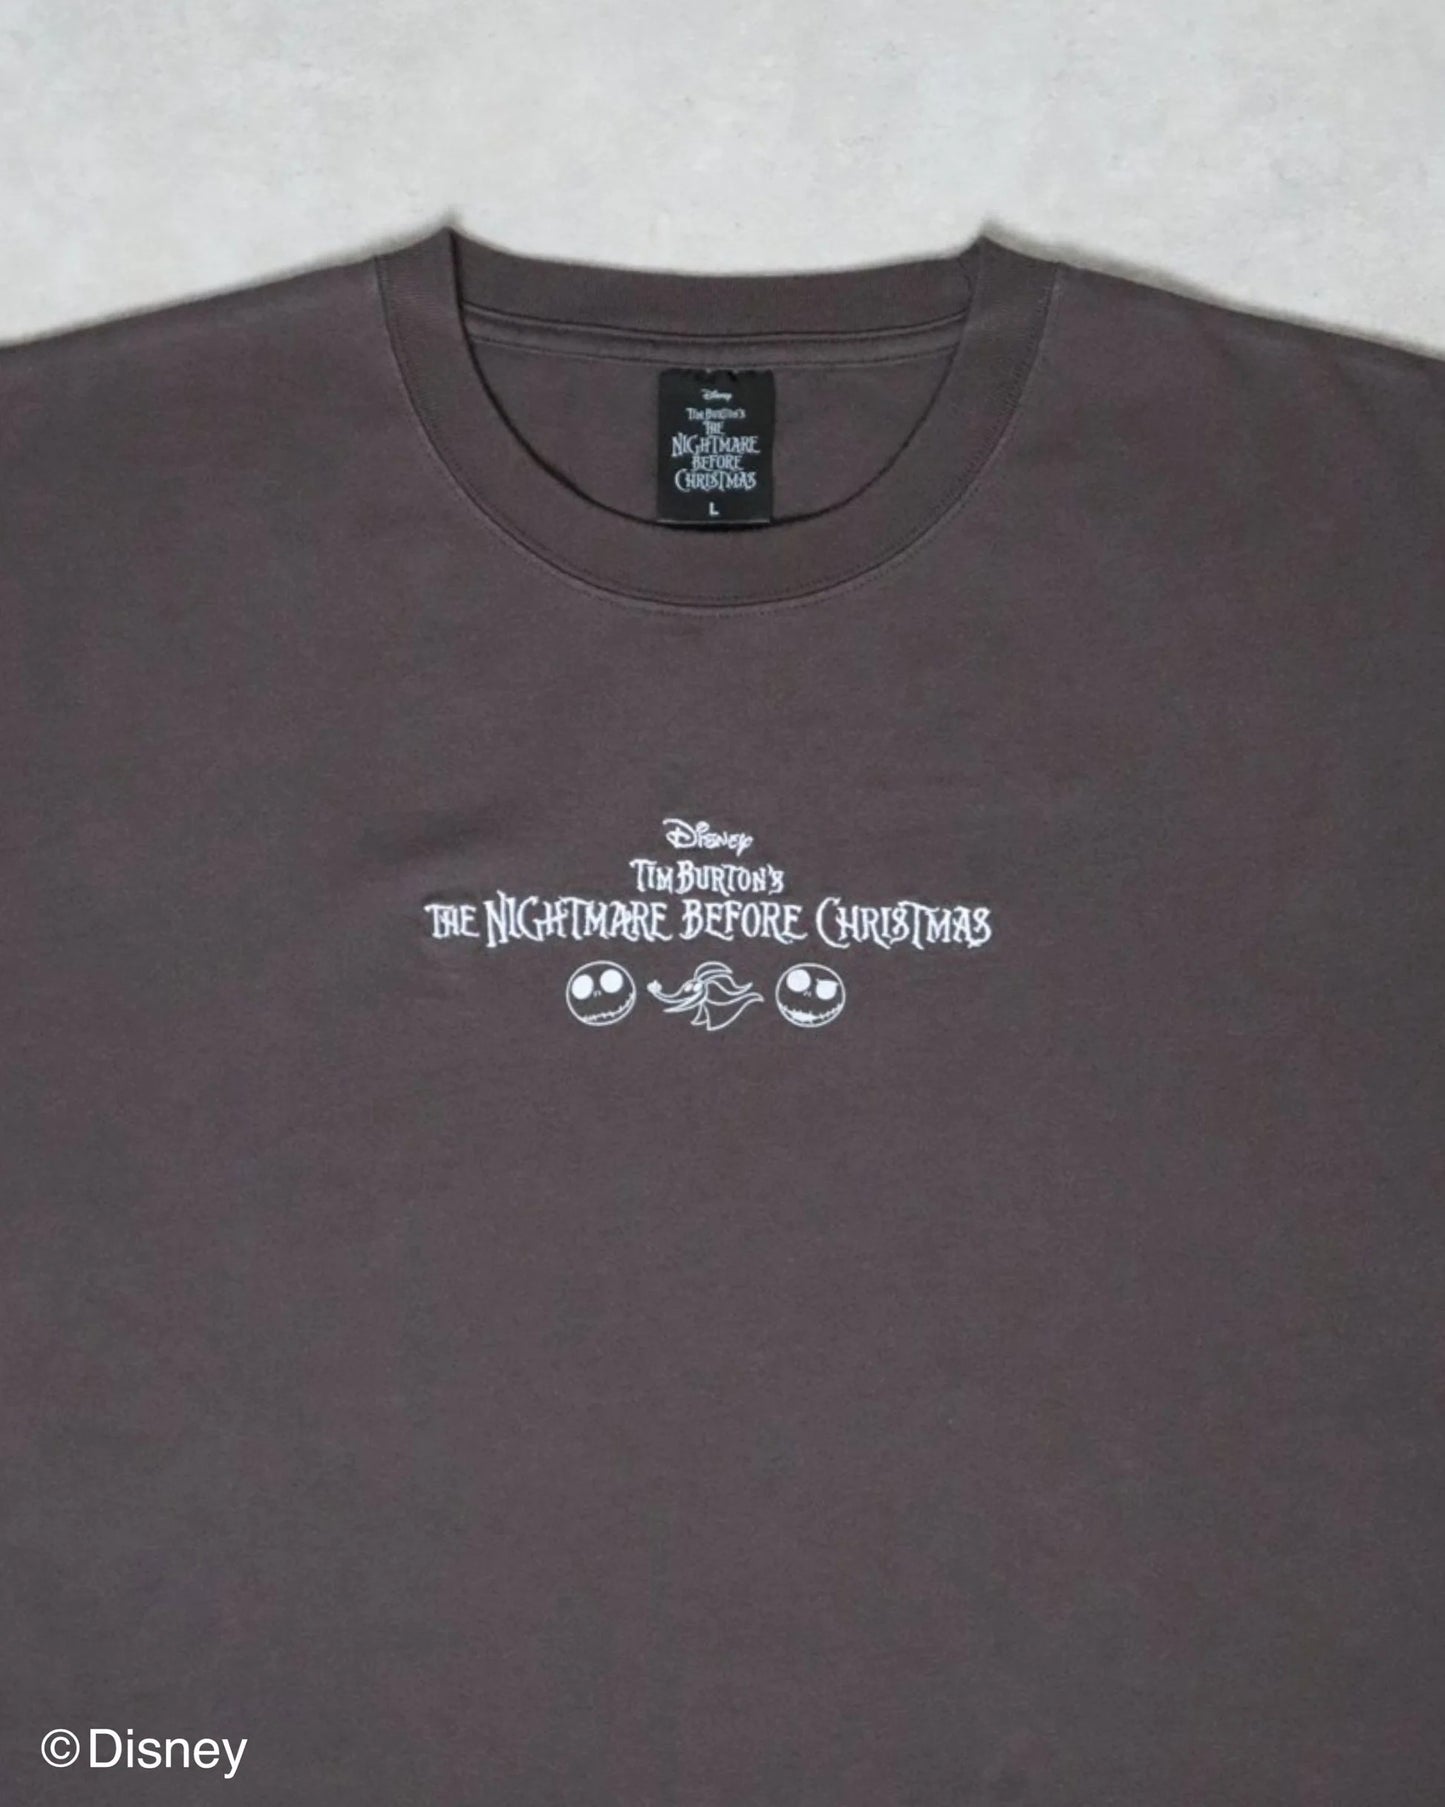 Disney
TIM BURTON'S
THE
NIGHTMARE
BEFORE
CHRISTMAS
L
Disney
TIM BURTON'S
THE NIGHTMARE BEFORE CHRISTMAS
©Disney